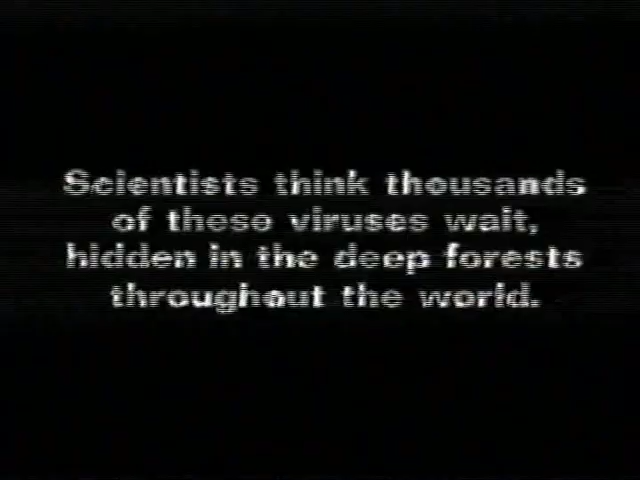 Scientists think thousands
of these viruses wait,
hidden in the deep forests
throughout the world.